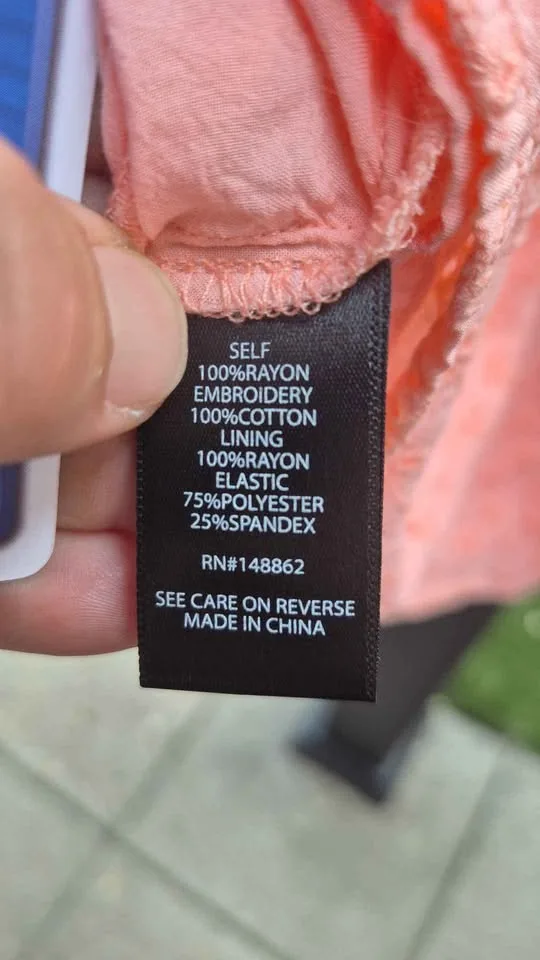 SELF
100%RAYON
EMBROIDERY
100%COTTON
LINING
100%RAYON
ELASTIC
75%POLYESTER
25%SPANDEX
RN#148862
SEE CARE ON REVERSE
MADE IN CHINA